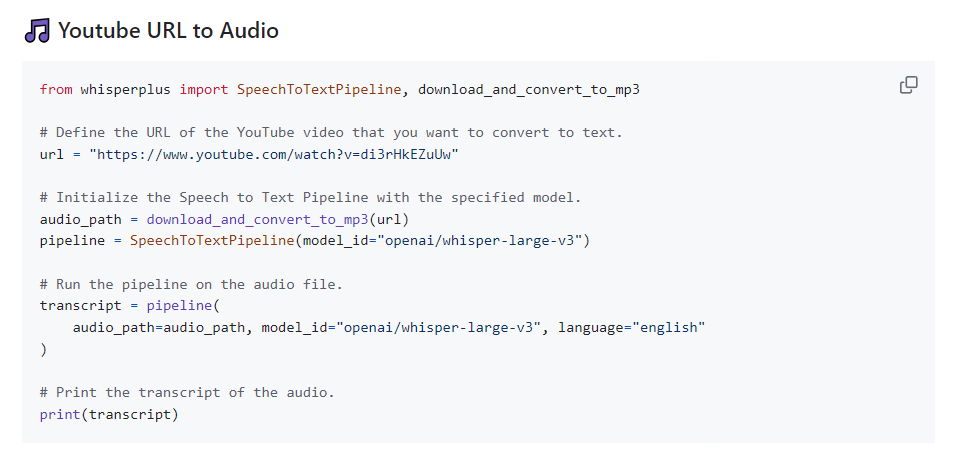 Youtube URL to Audio
from whisperplus import SpeechToTextPipeline, download_and_convert_to_mp3
# Define the URL of the YouTube video that you want to convert to text.
url = "https://www.youtube.com/watch?v=di3rHkEZuUw"
# Initialize the Speech to Text Pipeline with the specified model.
audio_path = download_and_convert_to_mp3(url)
pipeline = SpeechToTextPipeline(model_id="openai/whisper-large-v3")
# Run the pipeline on the audio file.
transcript = pipeline(
    audio_path=audio_path, model_id="openai/whisper-large-v3", language="english"
)
# Print the transcript of the audio.
print(transcript)